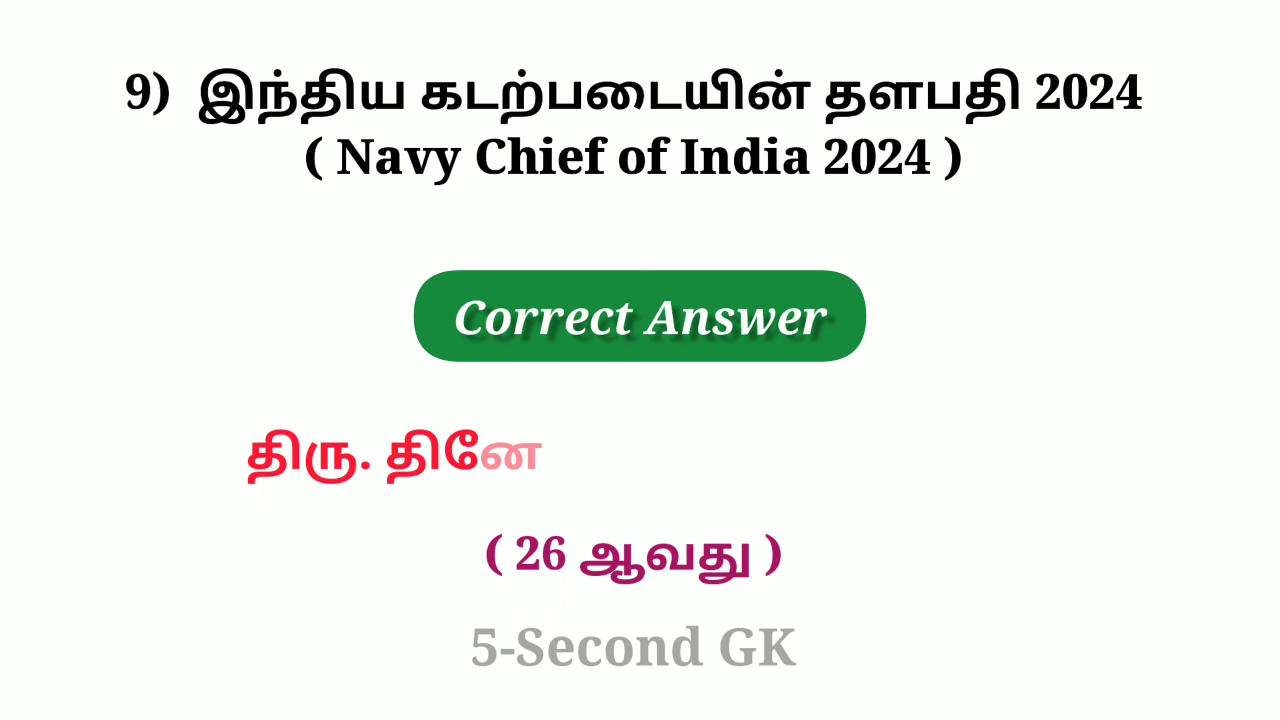 9) இந்திய கடற்படையின் தளபதி 2024
( Navy Chief of India 2024 )
Correct Answer
திரு. தினே
( 26 ஆவது )
5-Second GK